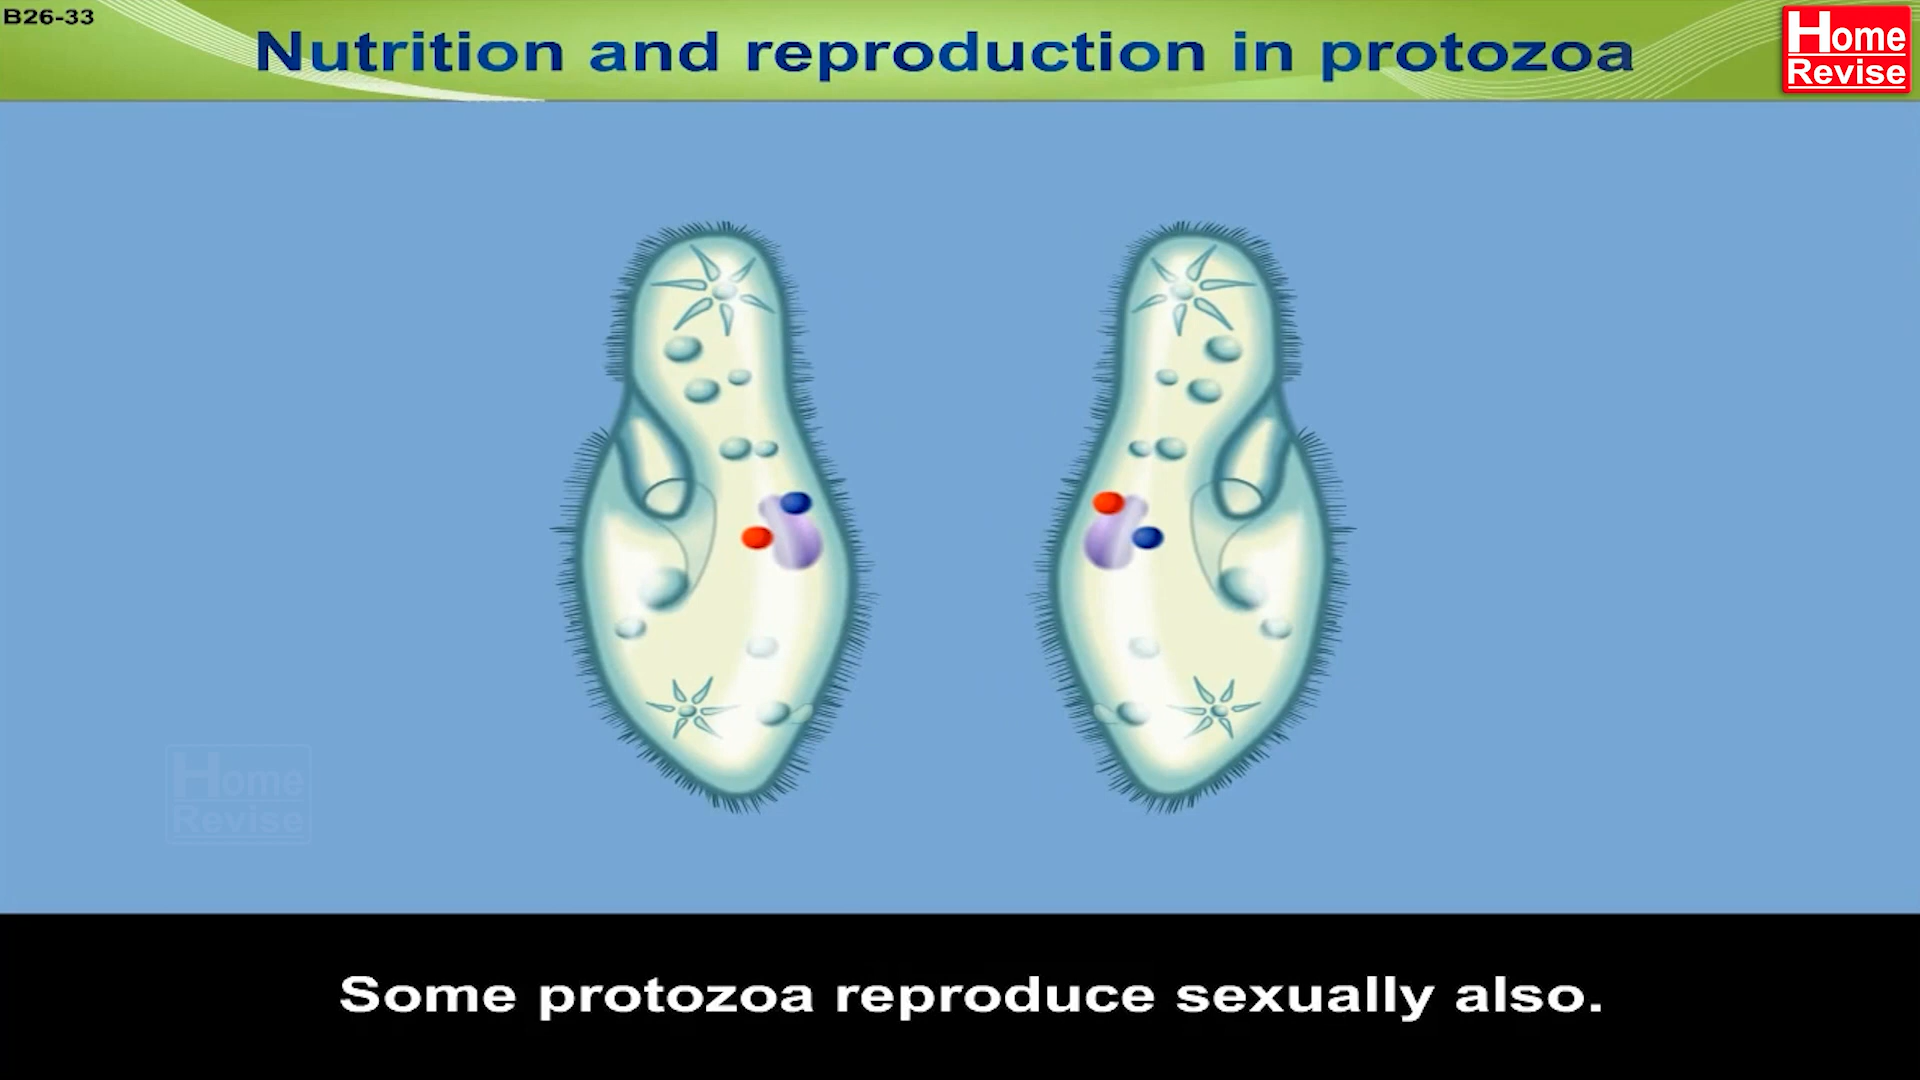 B26-33
Nutrition and reproduction in protozoa
Home
Revise
Home
Revise
Some protozoa reproduce sexually also.